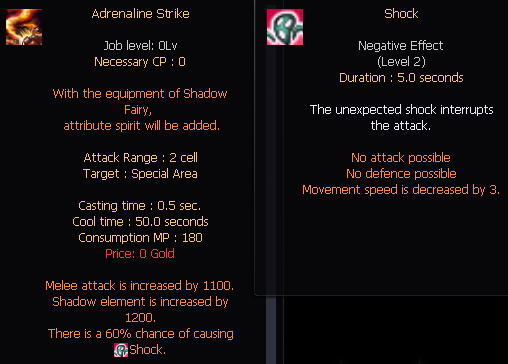 Adrenaline Strike
Job level: 0Lv
Necessary CP : 0
With the equipment of Shadow
Fairy,
attribute spirit will be added.
Attack Range : 2 cell
Target : Special Area
Casting time : 0.5 sec.
Cool time : 50.0 seconds
Consumption MP : 180
Price: 0 Gold
Melee attack is increased by 1100.
Shadow element is increased by
1200.
There is a 60% chance of causing
Shock.
Shock
Negative Effect
(Level 2)
Duration : 5.0 seconds
The unexpected shock interrupts
the attack.
No attack possible
No defence possible
Movement speed is decreased by 3.